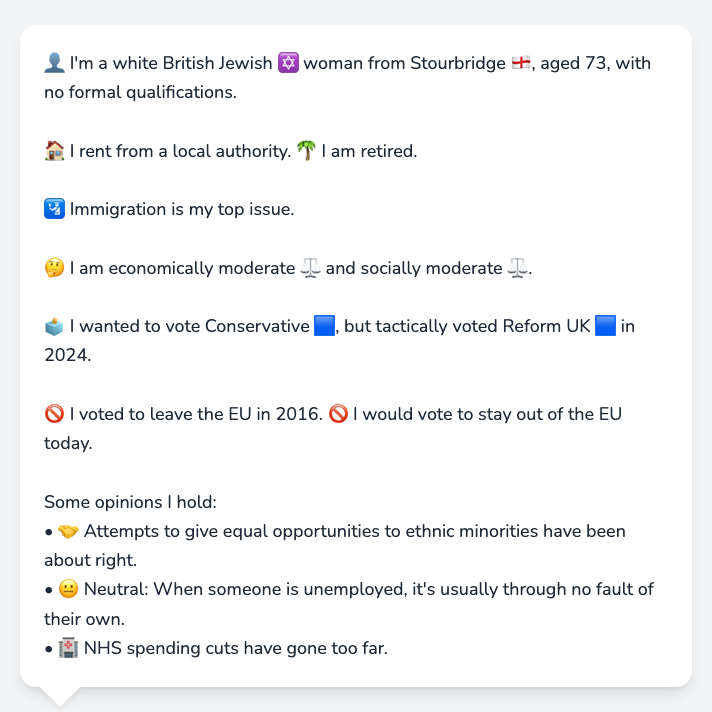 👤 I'm a white British Jewish ✡️ woman from Stourbridge 🏴󠁧󠁢󠁥󠁮󠁧󠁿, aged 73, with
no formal qualifications.
🏠 I rent from a local authority. 🌴 I am retired.
🛂 Immigration is my top issue.
🤔 I am economically moderate ⚖️ and socially moderate ⚖️.
🗳️ I wanted to vote Conservative 🟦, but tactically voted Reform UK 🟦 in
2024.
🚫 I voted to leave the EU in 2016. 🚫 I would vote to stay out of the EU
today.
Some opinions I hold:
• 🤝 Attempts to give equal opportunities to ethnic minorities have been
about right.
• 😐 Neutral: When someone is unemployed, it's usually through no fault of
their own.
• 🏥 NHS spending cuts have gone too far.